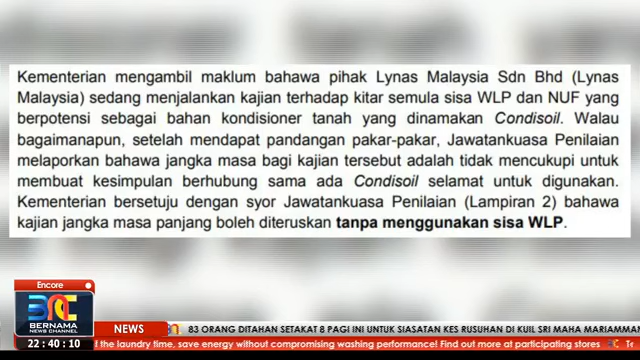 Kementerian mengambil maklum bahawa pihak Lynas Malaysia Sdn Bhd (Lynas
Malaysia) sedang menjalankan kajian terhadap kitar semula sisa WLP dan NUF yang
berpotensi sebagai bahan kondisioner tanah yang dinamakan Condisoil. Walau
bagaimanapun, setelah mendapat pandangan pakar-pakar, Jawatankuasa Penilaian
melaporkan bahawa jangka masa bagi kajian tersebut adalah tidak mencukupi untuk
membuat kesimpulan berhubung sama ada Condisoil selamat untuk digunakan.
Kementerian bersetuju dengan syor Jawatankuasa Penilaian (Lampiran 2) bahawa
kajian jangka masa panjang boleh diteruskan tanpa menggunakan sisa WLP.
Encore
BNC
BERNAMA
NEWS CHANNEL
NEWS
83 ORANG DITAHAN SETAKAT 8 PAGI INI UNTUK SIASATAN KES RUSUHAN DI KUIL SRI MAHA MARIAMMAN
22:40:10
the laundry time, save energy without compromising washing performance! Find out more at participating stores